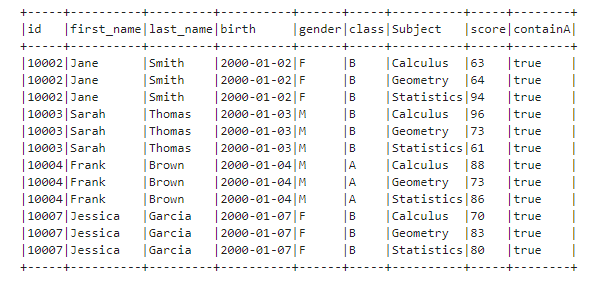 +-----+----------+---------+----------+------+-----+----------+-----+--------+
|id   |first_name|last_name|birth     |gender|class|Subject   |score|containA|
+-----+----------+---------+----------+------+-----+----------+-----+--------+
|10002|Jane      |Smith    |2000-01-02|F     |B    |Calculus  |63   |true    |
|10002|Jane      |Smith    |2000-01-02|F     |B    |Geometry  |64   |true    |
|10002|Jane      |Smith    |2000-01-02|F     |B    |Statistics|94   |true    |
|10003|Sarah     |Thomas   |2000-01-03|M     |B    |Calculus  |96   |true    |
|10003|Sarah     |Thomas   |2000-01-03|M     |B    |Geometry  |73   |true    |
|10003|Sarah     |Thomas   |2000-01-03|M     |B    |Statistics|61   |true    |
|10004|Frank     |Brown    |2000-01-04|M     |A    |Calculus  |88   |true    |
|10004|Frank     |Brown    |2000-01-04|M     |A    |Geometry  |73   |true    |
|10004|Frank     |Brown    |2000-01-04|M     |A    |Statistics|86   |true    |
|10007|Jessica   |Garcia   |2000-01-07|F     |B    |Calculus  |70   |true    |
|10007|Jessica   |Garcia   |2000-01-07|F     |B    |Geometry  |83   |true    |
|10007|Jessica   |Garcia   |2000-01-07|F     |B    |Statistics|80   |true    |
+-----+----------+---------+----------+------+-----+----------+-----+--------+